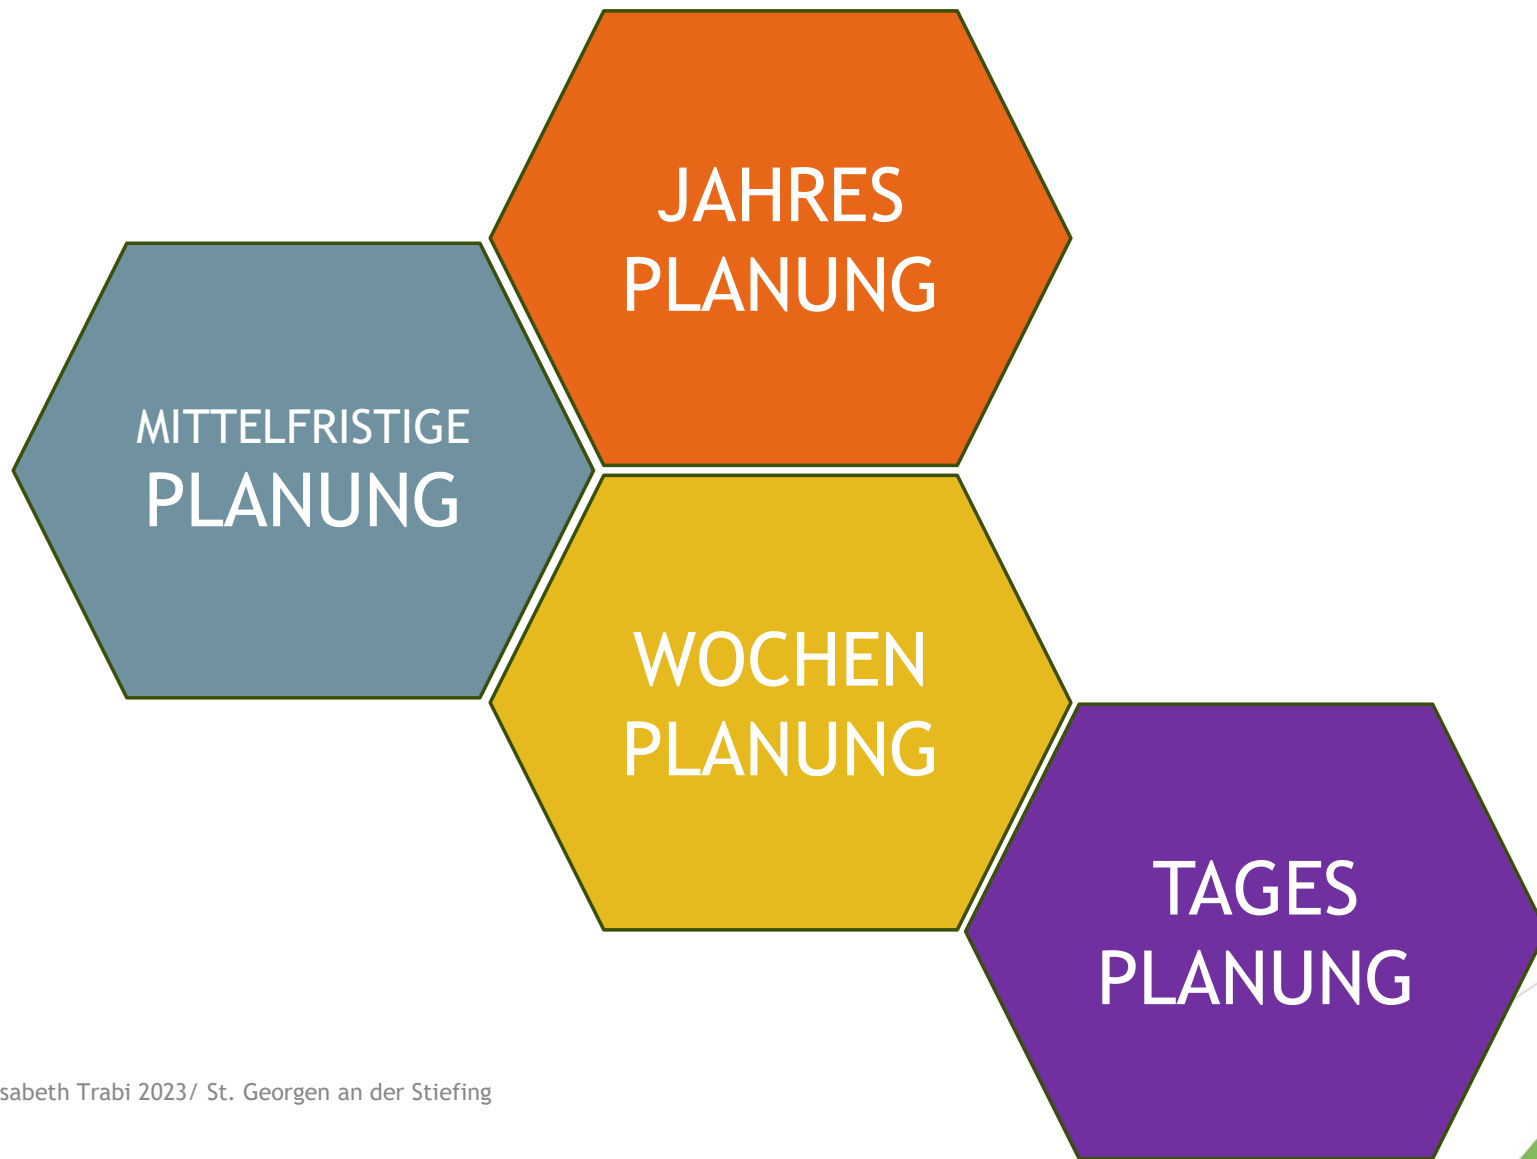 JAHRES
PLANUNG
MITTELFRISTIGE
PLANUNG
WOCHEN
PLANUNG
TAGES
PLANUNG
sabeth Trabi 2023/ St. Georgen an der Stiefing